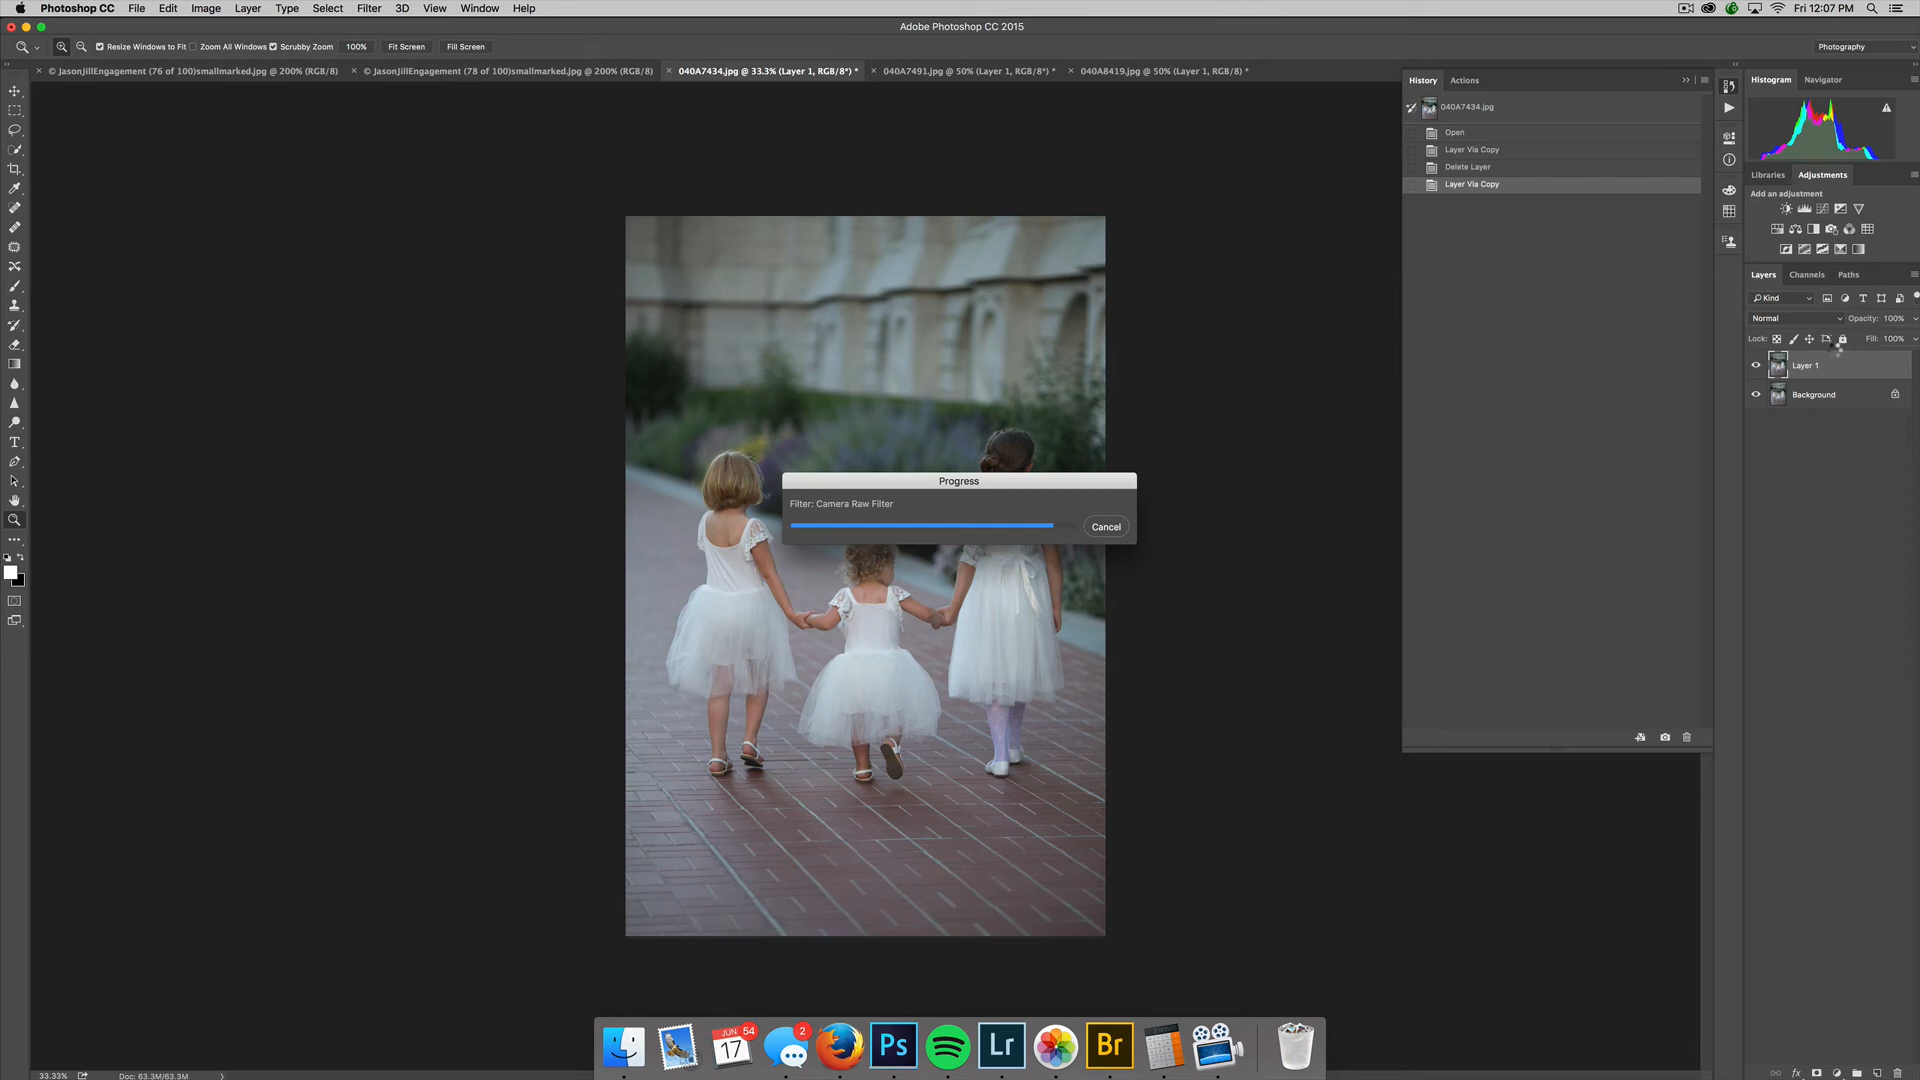 Photoshop CC File Edit Image Layer Type Select Filter 3D View Window Help Fri 12:07 PM
Adobe Photoshop CC 2015
Resize Windows to Fit Zoom All Windows Scrubby Zoom 100% Fit Screen Fill Screen Photography
© JasonJillEngagement (76 of 100)smallmarked.jpg @ 200% (RGB/8) © JasonJillEngagement (78 of 100)smallmarked.jpg @ 200% (RGB/8) 040A7434.jpg @ 33.3% (Layer 1, RGB/8*) * 040A7491.jpg @ 50% (Layer 1, RGB/8*) * 040A8419.jpg @ 50% (Layer 1, RGB/8) *
History Actions
040A7434.jpg
Open
Layer Via Copy
Delete Layer
Layer Via Copy
Histogram Navigator
Libraries Adjustments
Add an adjustment
Layers Channels Paths
Kind
Normal Opacity: 100%
Lock: Fill: 100%
Layer 1
Background
fx
Progress
Filter: Camera Raw Filter
Cancel
JUN 54
17
2
Ps
Lr
Br
33.33% Doc: 63.3M/63.3M